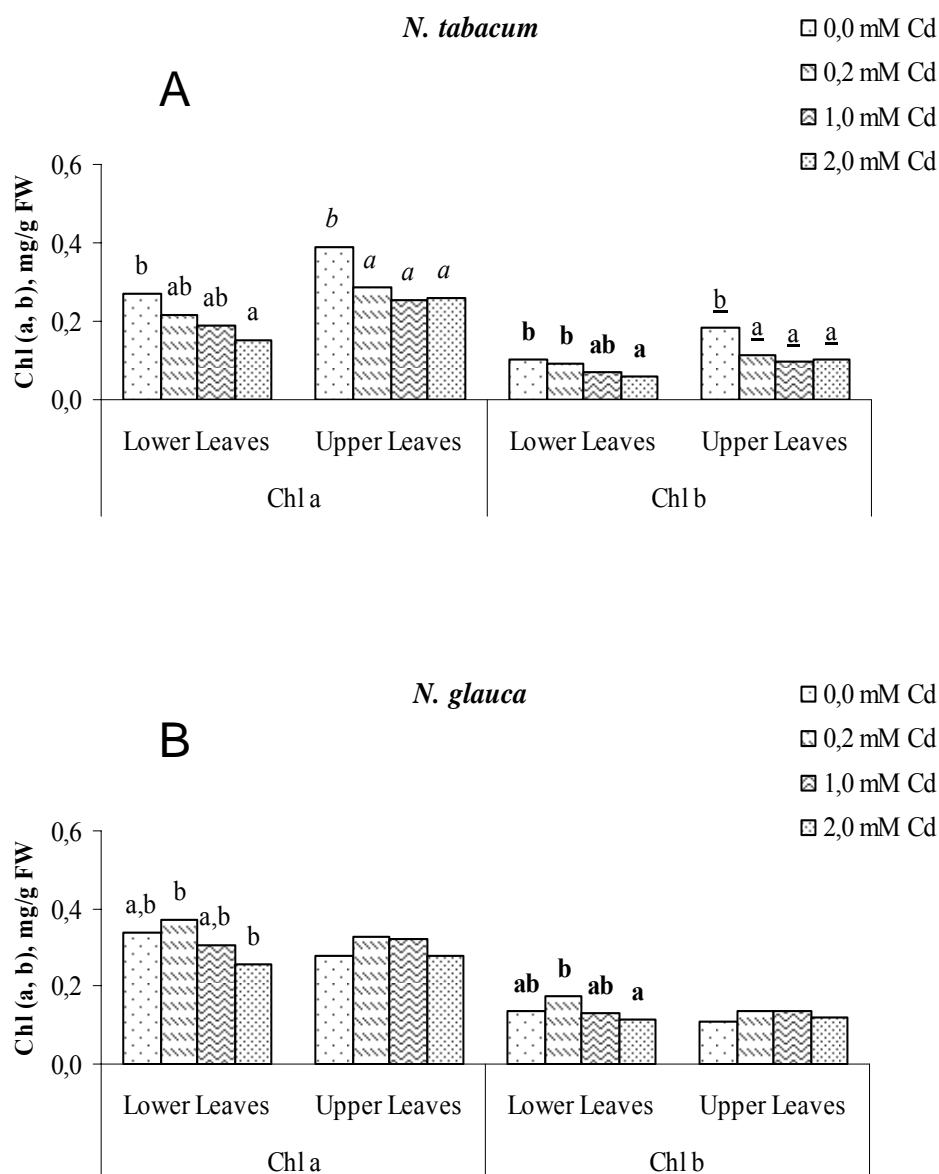 N. tabacum
0,0 mM Cd
0,2 mM Cd
1,0 mM Cd
2,0 mM Cd
A
Chl (a, b), mg/g FW
0,6
0,4
0,2
0,0
b ab ab a
b a a a
b b ab a
b a a a
Lower Leaves Upper Leaves Lower Leaves Upper Leaves
Chl a Chl b
N. glauca
0,0 mM Cd
0,2 mM Cd
1,0 mM Cd
2,0 mM Cd
B
Chl (a, b), mg/g FW
0,6
0,4
0,2
0,0
a,b b a,b b
ab b ab a
Lower Leaves Upper Leaves Lower Leaves Upper Leaves
Chl a Chl b